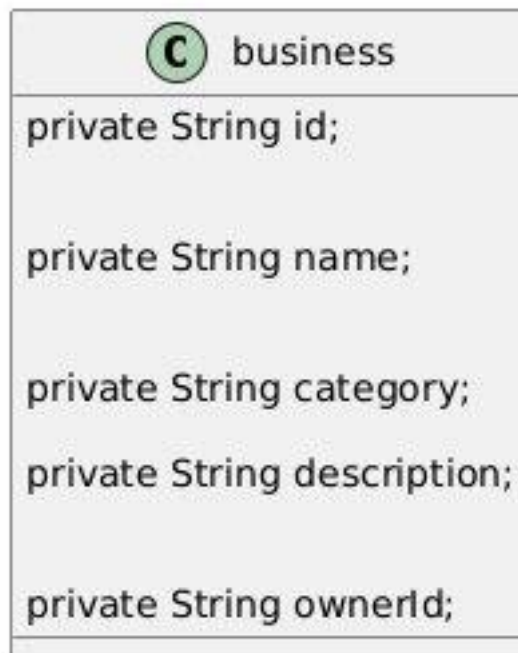 C business
private String id;
private String name;
private String category;
private String description;
private String ownerId;